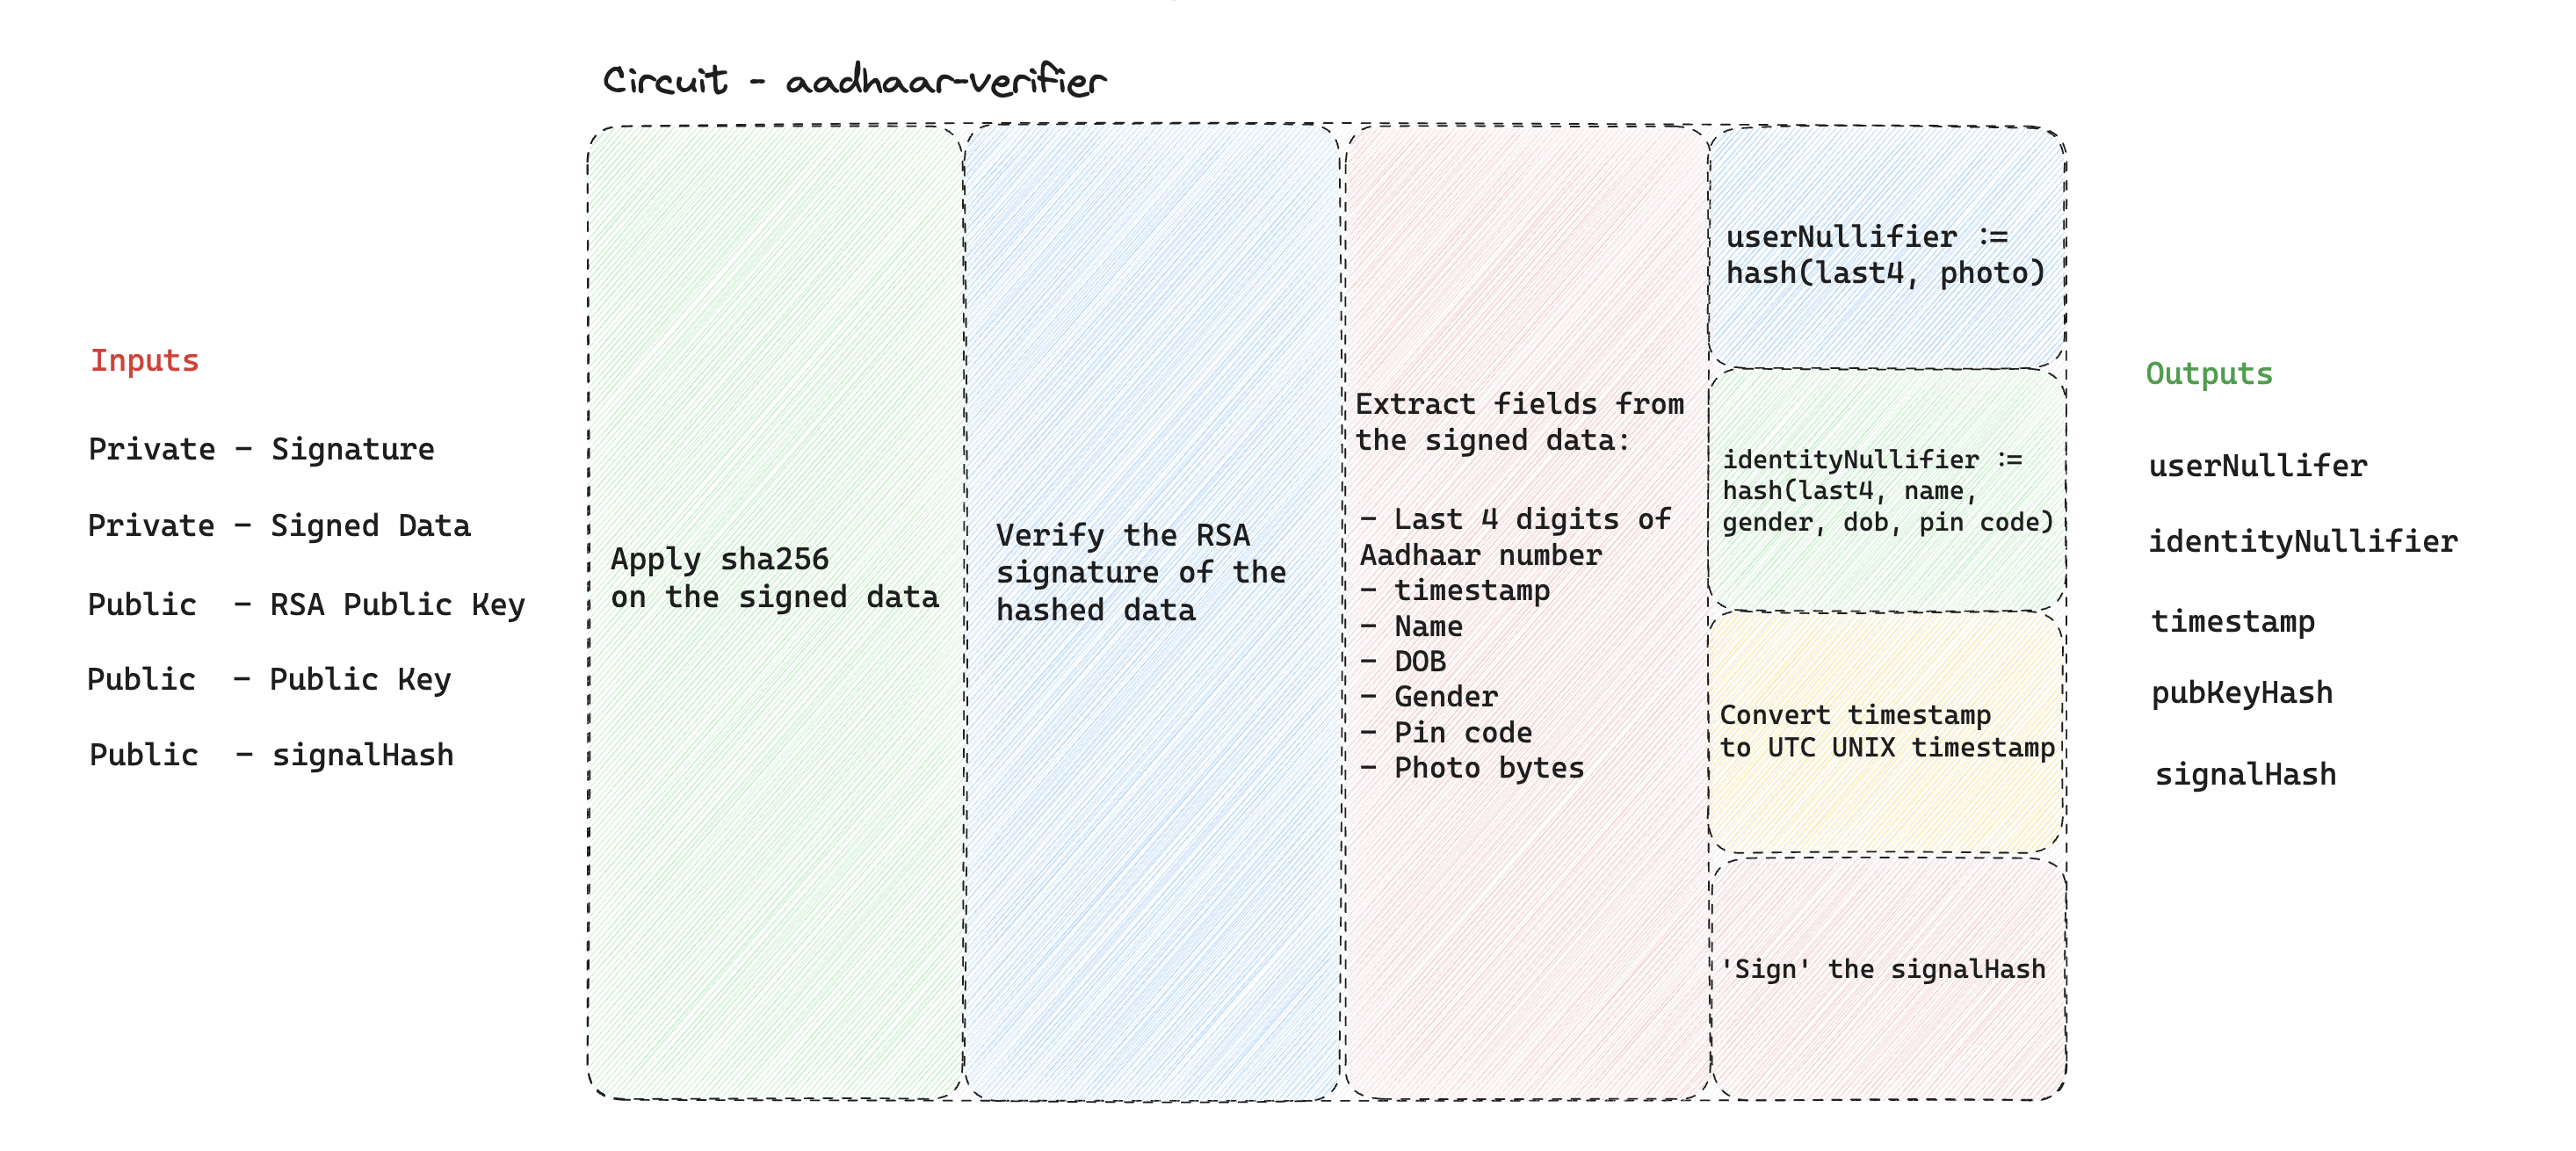 Circuit - aadhaar-verifier
Inputs
Private - Signature
Private - Signed Data
Public - RSA Public Key
Public - Public Key
Public - signalHash
Apply sha256
on the signed data
Verify the RSA
signature of the
hashed data
Extract fields from
the signed data:
- Last 4 digits of
Aadhaar number
- timestamp
- Name
- DOB
- Gender
- Pin code
- Photo bytes
userNullifier :=
hash(last4, photo)
identityNullifier :=
hash(last4, name,
gender, dob, pin code)
Convert timestamp
to UTC UNIX timestamp
'Sign' the signalHash
Outputs
userNullifer
identityNullifier
timestamp
pubKeyHash
signalHash